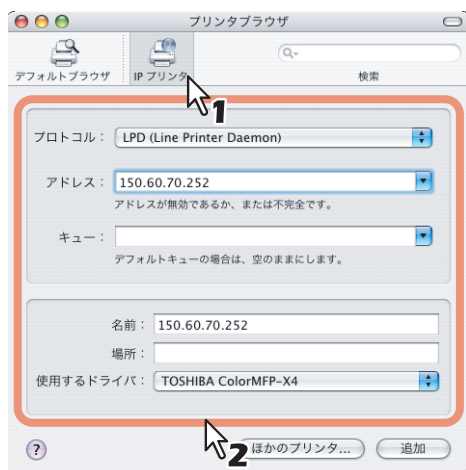 プリンタブラウザ
デフォルトブラウザ
IP プリンタ
検索
1
プロトコル： LPD (Line Printer Daemon)
アドレス： 150.60.70.252
アドレスが無効であるか、または不完全です。
キュー：
デフォルトキューの場合は、空のままにします。
名前： 150.60.70.252
場所：
使用するドライバ： TOSHIBA ColorMFP-X4
?
2
ほかのプリンタ...
追加